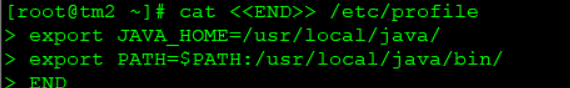 [root@tm2 ~]# cat <<END>> /etc/profile
> export JAVA_HOME=/usr/local/java/
> export PATH=$PATH:/usr/local/java/bin/
> END